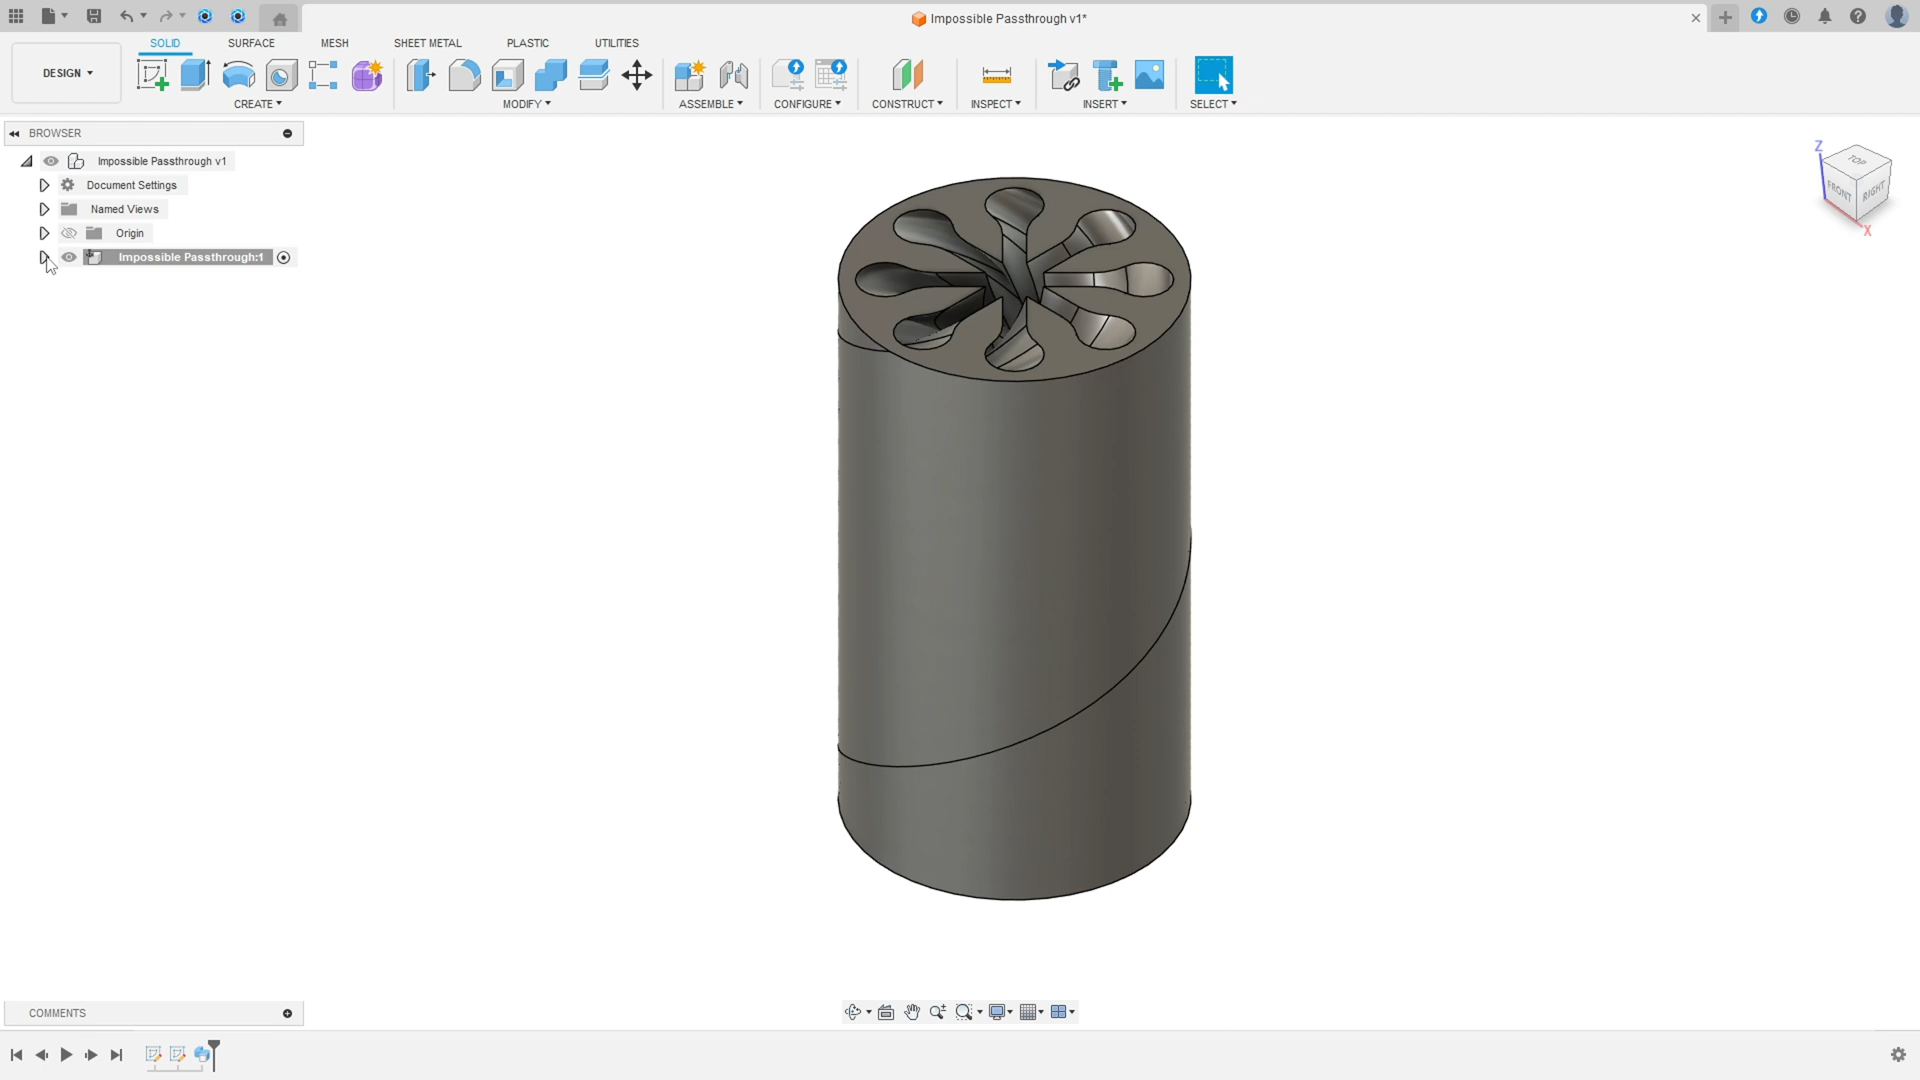 Impossible Passthrough v1*
SOLID SURFACE MESH SHEET METAL PLASTIC UTILITIES
DESIGN
CREATE MODIFY ASSEMBLE CONFIGURE CONSTRUCT INSPECT INSERT SELECT
BROWSER
Impossible Passthrough v1
Document Settings
Named Views
Origin
Impossible Passthrough:1
Z
TOP
FRONT RIGHT
X
COMMENTS